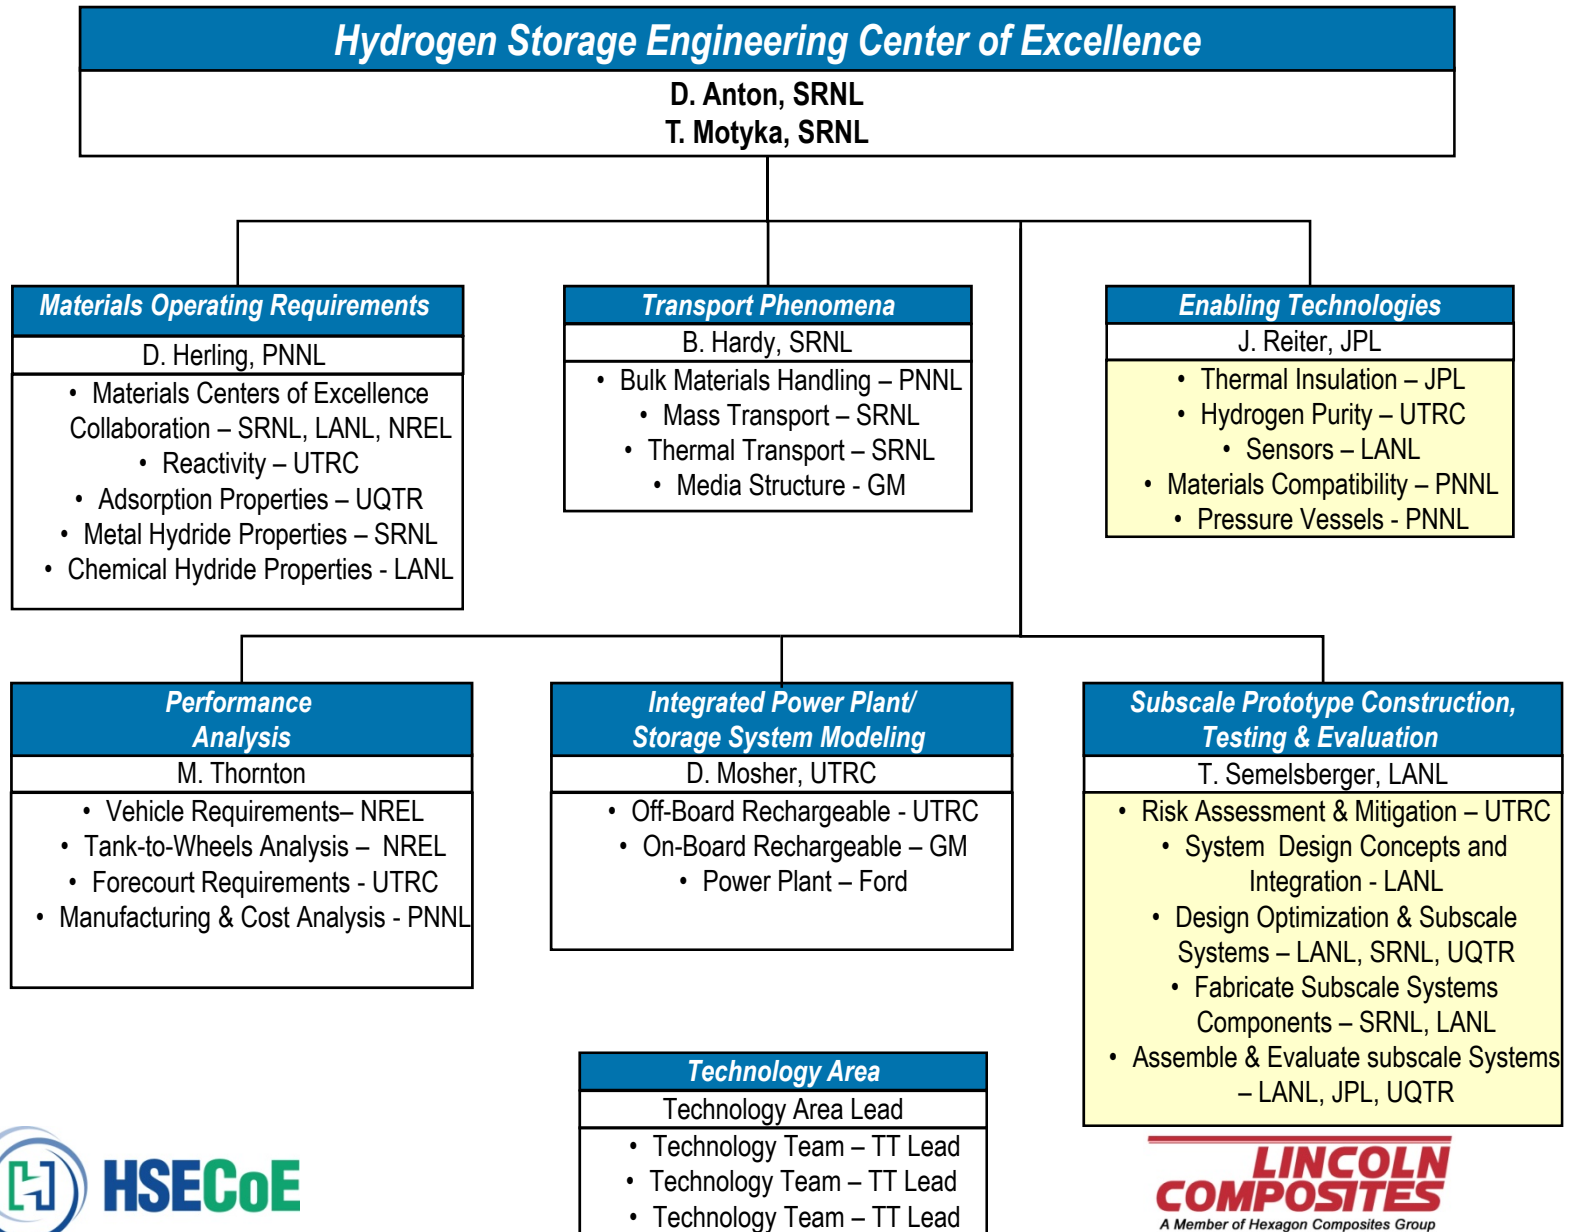 Hydrogen Storage Engineering Center of Excellence
D. Anton, SRNL
T. Motyka, SRNL
Materials Operating Requirements
D. Herling, PNNL
• Materials Centers of Excellence
Collaboration – SRNL, LANL, NREL
• Reactivity – UTRC
• Adsorption Properties – UQTR
• Metal Hydride Properties – SRNL
• Chemical Hydride Properties - LANL
Transport Phenomena
B. Hardy, SRNL
• Bulk Materials Handling – PNNL
• Mass Transport – SRNL
• Thermal Transport – SRNL
• Media Structure - GM
Enabling Technologies
J. Reiter, JPL
• Thermal Insulation – JPL
• Hydrogen Purity – UTRC
• Sensors – LANL
• Materials Compatibility – PNNL
• Pressure Vessels - PNNL
Performance
Analysis
M. Thornton
• Vehicle Requirements– NREL
• Tank-to-Wheels Analysis – NREL
• Forecourt Requirements - UTRC
• Manufacturing & Cost Analysis - PNNL
Integrated Power Plant/
Storage System Modeling
D. Mosher, UTRC
• Off-Board Rechargeable - UTRC
• On-Board Rechargeable – GM
• Power Plant – Ford
Subscale Prototype Construction,
Testing & Evaluation
T. Semelsberger, LANL
• Risk Assessment & Mitigation – UTRC
• System Design Concepts and
Integration - LANL
• Design Optimization & Subscale
Systems – LANL, SRNL, UQTR
• Fabricate Subscale Systems
Components – SRNL, LANL
• Assemble & Evaluate subscale Systems
– LANL, JPL, UQTR
Technology Area
Technology Area Lead
• Technology Team – TT Lead
• Technology Team – TT Lead
• Technology Team – TT Lead
H
HSECoE
LINCOLN
COMPOSITES
A Member of Hexagon Composites Group